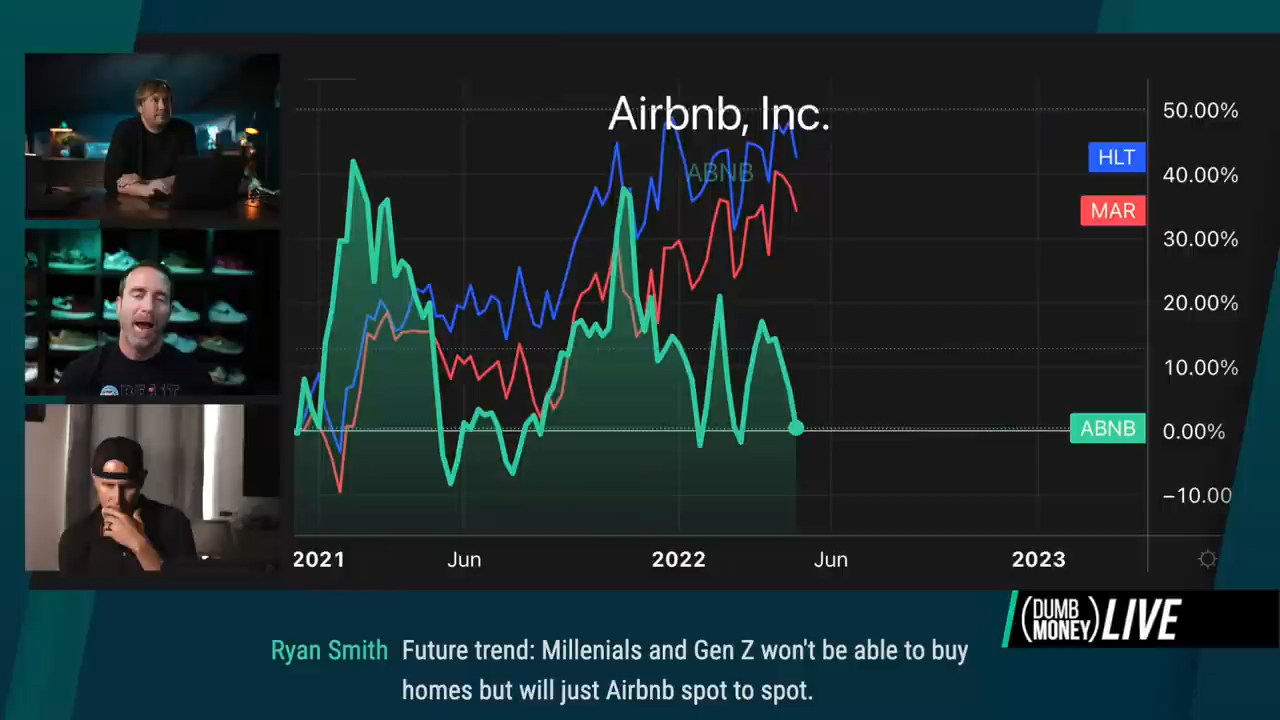 Airbnb, Inc.
ABNB
50.00%
HLT
40.00%
MAR
30.00%
20.00%
10.00%
ABNB
0.00%
−10.00
2021
Jun
2022
Jun
2023
(DUMB
MONEY)
LIVE
Ryan Smith Future trend: Millenials and Gen Z won't be able to buy
homes but will just Airbnb spot to spot.